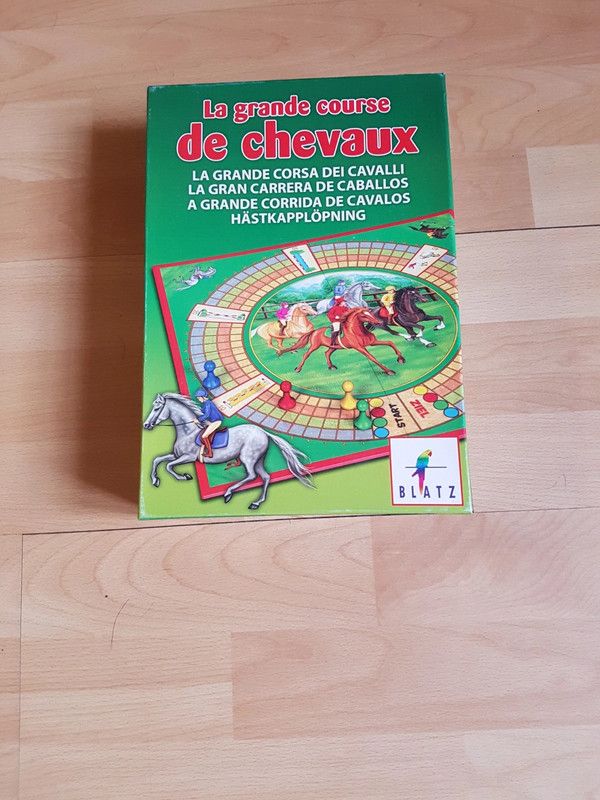 La grande course
de chevaux
LA GRANDE CORSA DEI CAVALLI
LA GRAN CARRERA DE CABALLOS
A GRANDE CORRIDA DE CAVALOS
HÄSTKAPPLÖPNING
START
ZIEL
BLATZ